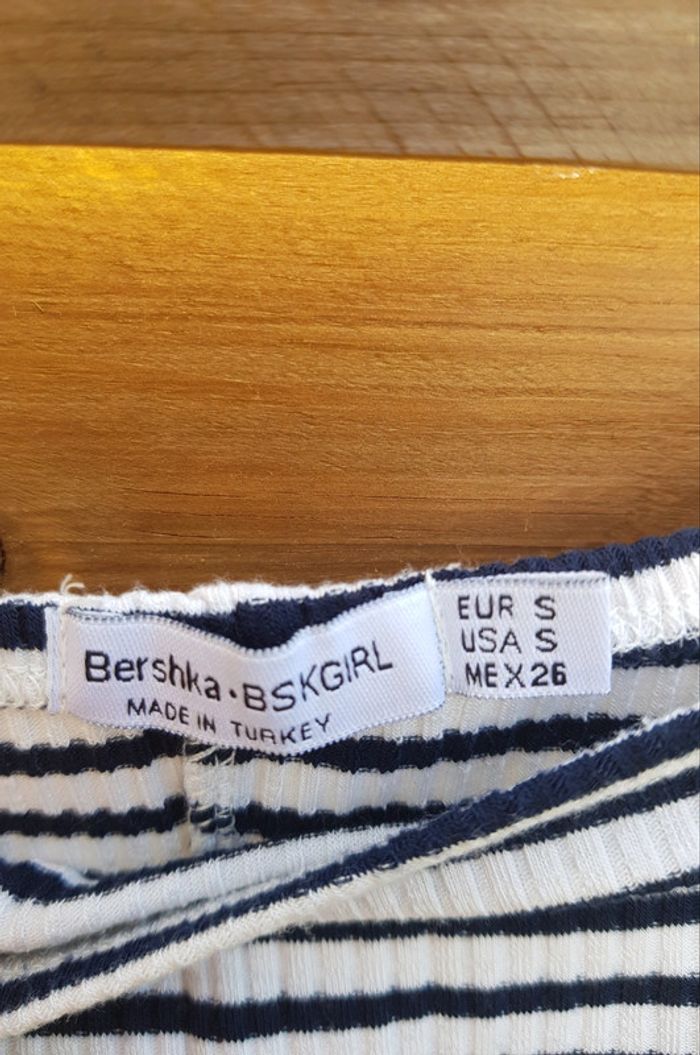 Bershka • BSKGIRL
MADE IN TURKEY
EUR S
USA S
MEX 26